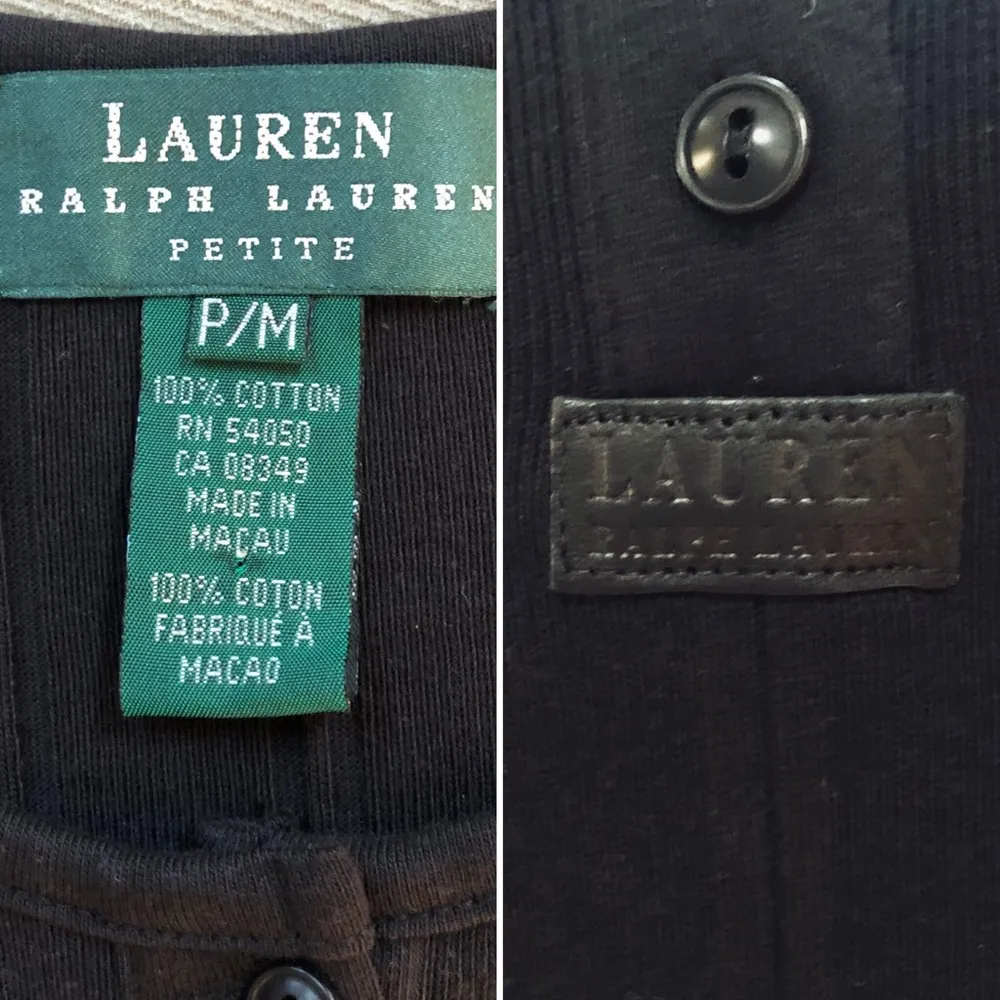 LAUREN
RALPH LAUREN
PETITE
P/M
100% COTTON
RN 54050
CA 08349
MADE IN
MACAU
100% COTON
FABRIQUÉ À
MACAO
LAUREN
RALPH LAUREN